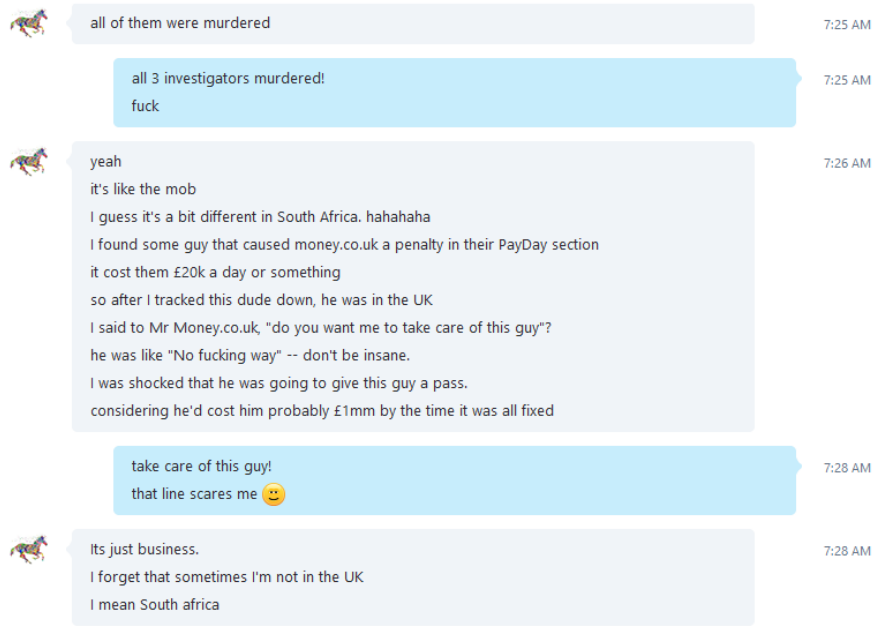 all of them were murdered
7:25 AM
all 3 investigators murdered!
7:25 AM
fuck
yeah
7:26 AM
it's like the mob
I guess it's a bit different in South Africa. hahahaha
I found some guy that caused money.co.uk a penalty in their PayDay section
it cost them £20k a day or something
so after I tracked this dude down, he was in the UK
I said to Mr Money.co.uk, "do you want me to take care of this guy"?
he was like "No fucking way" -- don't be insane.
I was shocked that he was going to give this guy a pass.
considering he'd cost him probably £1mm by the time it was all fixed
take care of this guy!
7:28 AM
that line scares me
Its just business.
7:28 AM
I forget that sometimes I'm not in the UK
I mean South africa